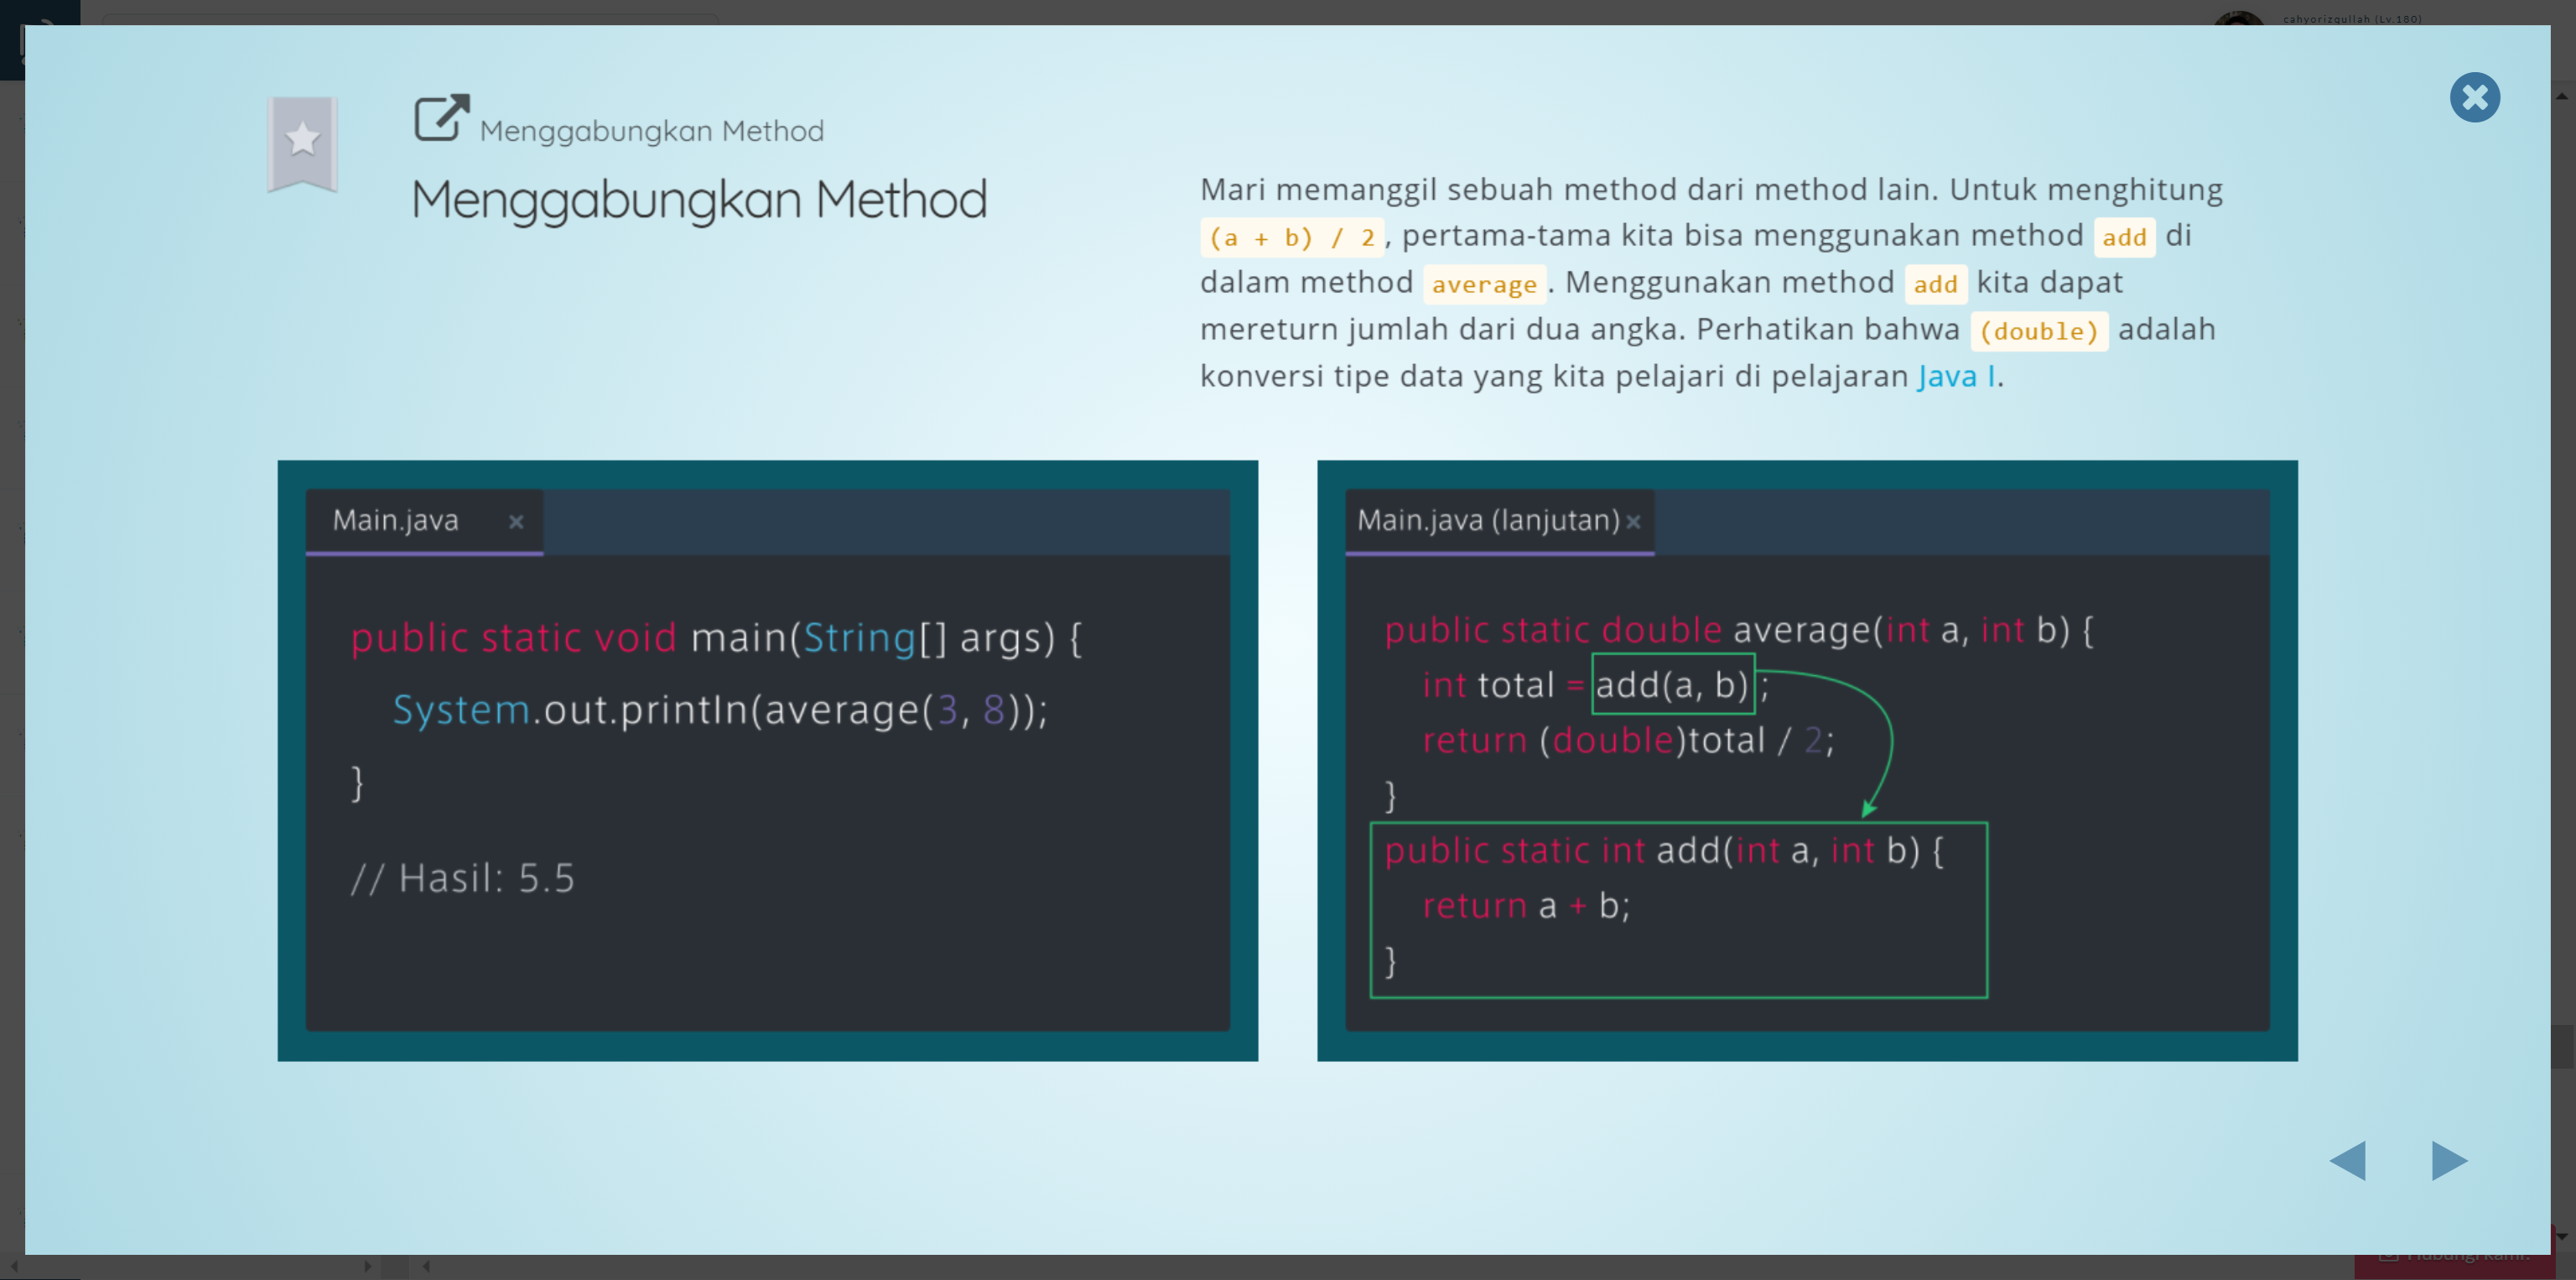 cahyorizqullah (Lv.180)
Menggabungkan Method
Menggabungkan Method
Mari memanggil sebuah method dari method lain. Untuk menghitung
(a + b) / 2, pertama-tama kita bisa menggunakan method add di
dalam method average. Menggunakan method add kita dapat
mereturn jumlah dari dua angka. Perhatikan bahwa (double) adalah
konversi tipe data yang kita pelajari di pelajaran Java I.
Main.java
public static void main(String[] args) {
System.out.println(average(3, 8));
}
// Hasil: 5.5
Main.java (lanjutan)
public static double average(int a, int b) {
int total = add(a, b);
return (double)total / 2;
}
public static int add(int a, int b) {
return a + b;
}